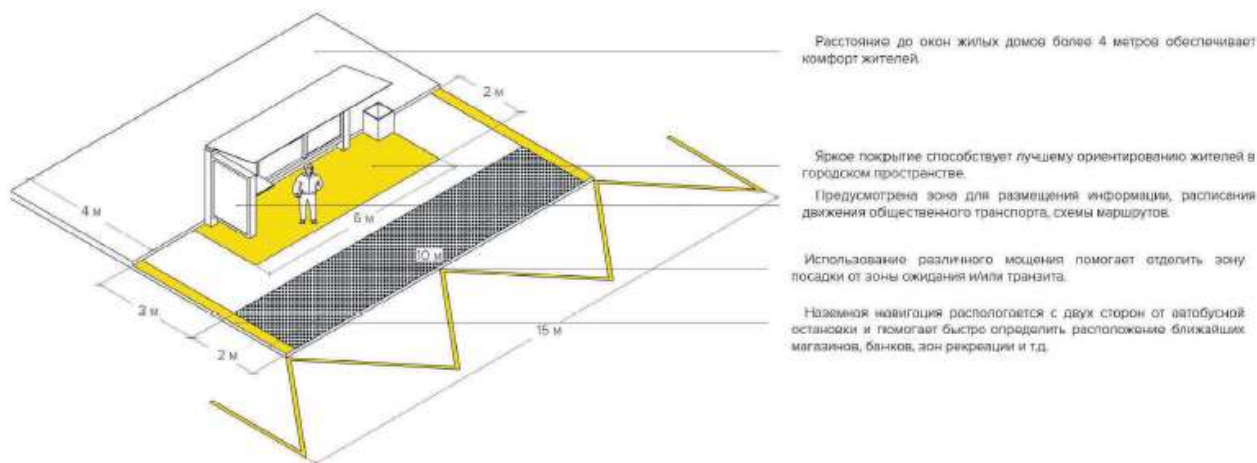 Расстояние до окон жилых домов более 4 метров обеспечивает
комфорт жителей.
2 м
Яркое покрытие способствует лучшему ориентированию жителей в
городском пространстве.
Предусмотрена зона для размещения информации, расписания
движения общественного транспорта, схемы маршрутов.
4 м
6 м
10 м
Использование различного мощения помогает отделить зону
посадки от зоны ожидания и/или транзита.
3 м
15 м
2 м
Наземная навигация распологается с двух сторон от автобусной
остановки и помогает быстро определить расположение ближайших
магазинов, банков, зон рекреации и т.д.